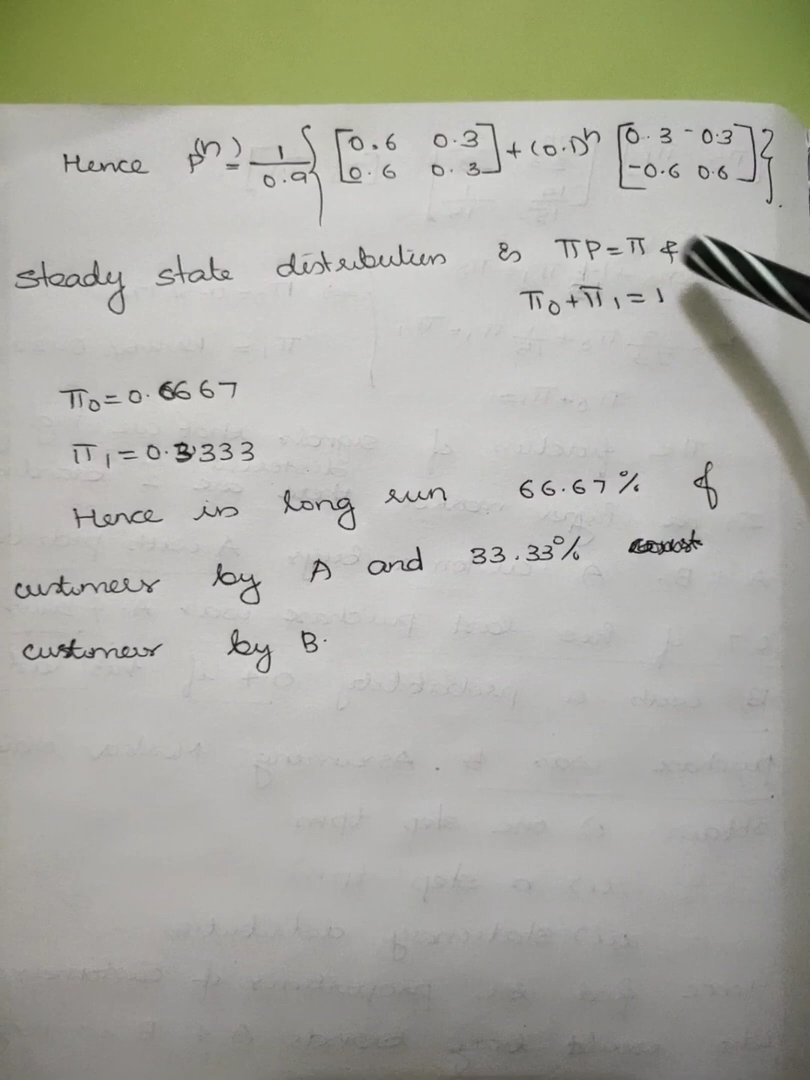 Hence P^(n) = 1/0.9 { [0.6 0.3; 0.6 0.3] + (0.1)^n [0.3 -0.3; -0.6 0.6] }.
steady state distribution is πP=π &
π0+π1=1
π0=0.6667
π1=0.3333
Hence in long run 66.67% of
customers by A and 33.33%
customer by B.